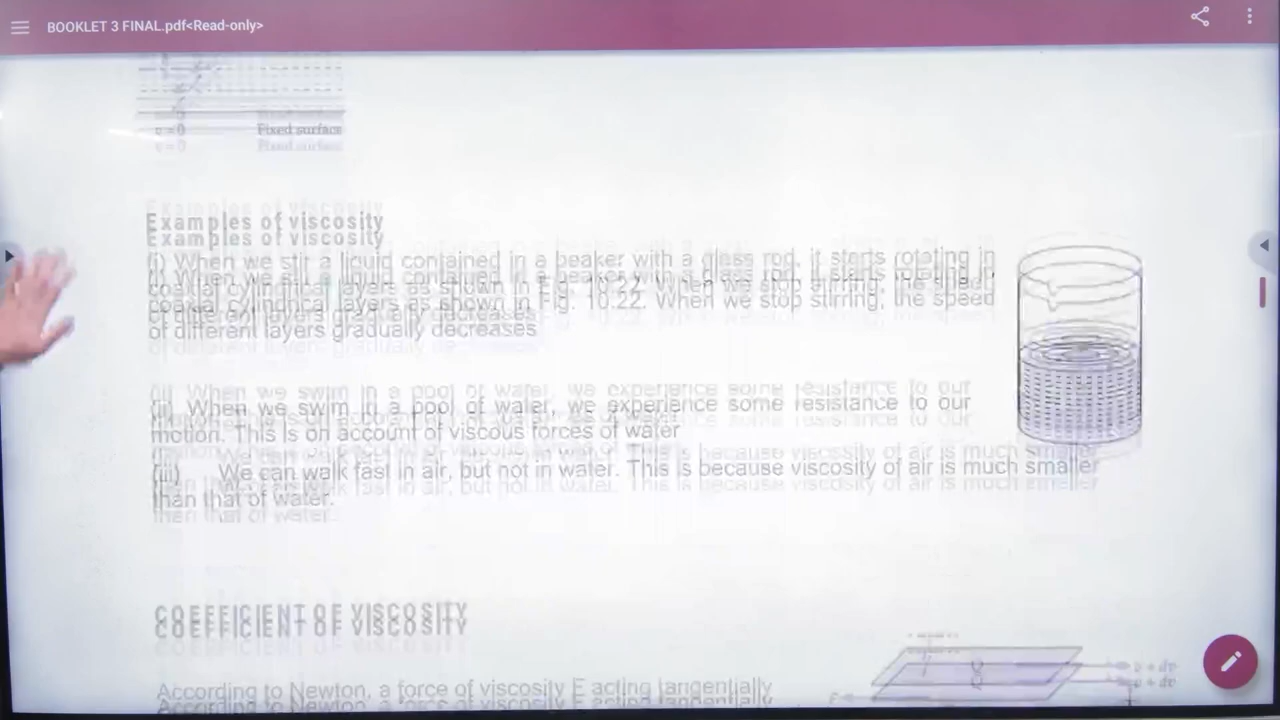 BOOKLET 3 FINAL.pdf<Read-only>
v = 0 Fixed surface
Examples of viscosity
(i) When we stir a liquid contained in a beaker with a glass rod, it starts rotating in
coaxial cylindrical layers as shown in Fig. 10.22. When we stop stirring, the speed
of different layers gradually decreases
(ii) When we swim in a pool of water, we experience some resistance to our
motion. This is on account of viscous forces of water
(iii) We can walk fast in air, but not in water. This is because viscosity of air is much smaller
than that of water.
COEFFICIENT OF VISCOSITY
According to Newton, a force of viscosity F acting tangentially
v + dv